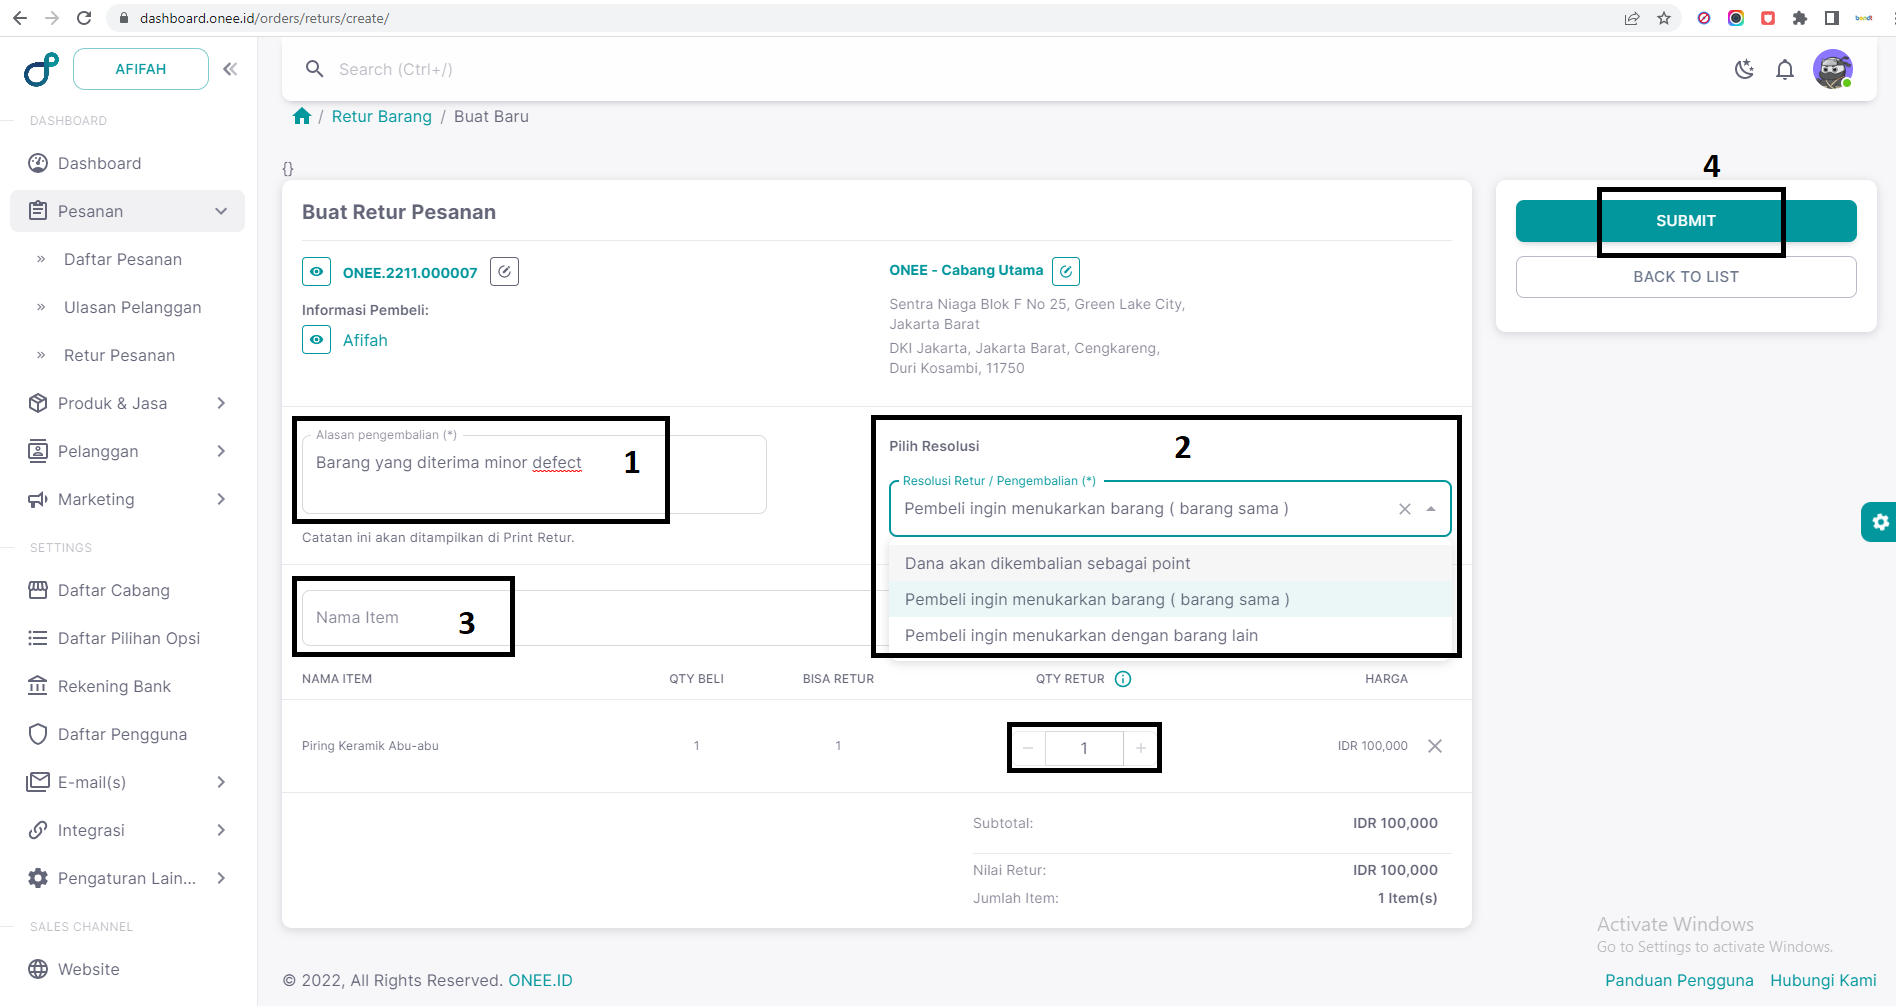 dashboard.onee.id/orders/returs/create/
AFIFAH
Search (Ctrl+/)
/ Retur Barang / Buat Baru
DASHBOARD
Dashboard
Pesanan
Daftar Pesanan
Ulasan Pelanggan
Retur Pesanan
Produk & Jasa
Pelanggan
Marketing
SETTINGS
Daftar Cabang
Daftar Pilihan Opsi
Rekening Bank
Daftar Pengguna
E-mail(s)
Integrasi
Pengaturan Lain...
SALES CHANNEL
Website
{}
Buat Retur Pesanan
ONEE.2211.000007
Informasi Pembeli:
Afifah
ONEE - Cabang Utama
Sentra Niaga Blok F No 25, Green Lake City,
Jakarta Barat
DKI Jakarta, Jakarta Barat, Cengkareng,
Duri Kosambi, 11750
Alasan pengembalian (*)
Barang yang diterima minor defect
1
Catatan ini akan ditampilkan di Print Retur.
2
Pilih Resolusi
Resolusi Retur / Pengembalian (*)
Pembeli ingin menukarkan barang ( barang sama )
Dana akan dikembalian sebagai point
Pembeli ingin menukarkan barang ( barang sama )
Pembeli ingin menukarkan dengan barang lain
Nama Item
3
NAMA ITEM QTY BELI BISA RETUR QTY RETUR HARGA
Piring Keramik Abu-abu 1 1 1 IDR 100,000
Subtotal: IDR 100,000
Nilai Retur: IDR 100,000
Jumlah Item: 1 Item(s)
4
SUBMIT
BACK TO LIST
Activate Windows
Go to Settings to activate Windows.
© 2022, All Rights Reserved. ONEE.ID
Panduan Pengguna Hubungi Kami